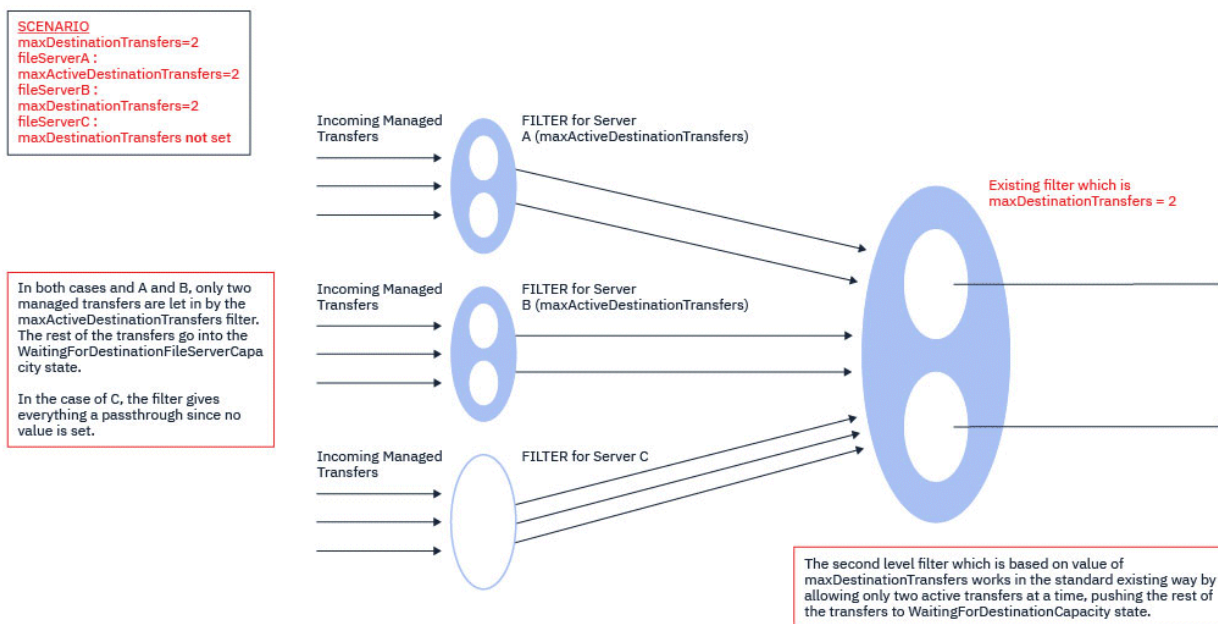 SCENARIO
maxDestinationTransfers=2
fileServerA :
maxActiveDestinationTransfers=2
fileServerB :
maxDestinationTransfers=2
fileServerC :
maxDestinationTransfers not set
Incoming Managed
Transfers
FILTER for Server
A (maxActiveDestinationTransfers)
Existing filter which is
maxDestinationTransfers = 2
In both cases and A and B, only two
managed transfers are let in by the
maxActiveDestinationTransfers filter.
The rest of the transfers go into the
WaitingForDestinationFileServerCapa
city state.
In the case of C, the filter gives
everything a passthrough since no
value is set.
Incoming Managed
Transfers
FILTER for Server
B (maxActiveDestinationTransfers)
Incoming Managed
Transfers
FILTER for Server C
The second level filter which is based on value of
maxDestinationTransfers works in the standard existing way by
allowing only two active transfers at a time, pushing the rest of
the transfers to WaitingForDestinationCapacity state.